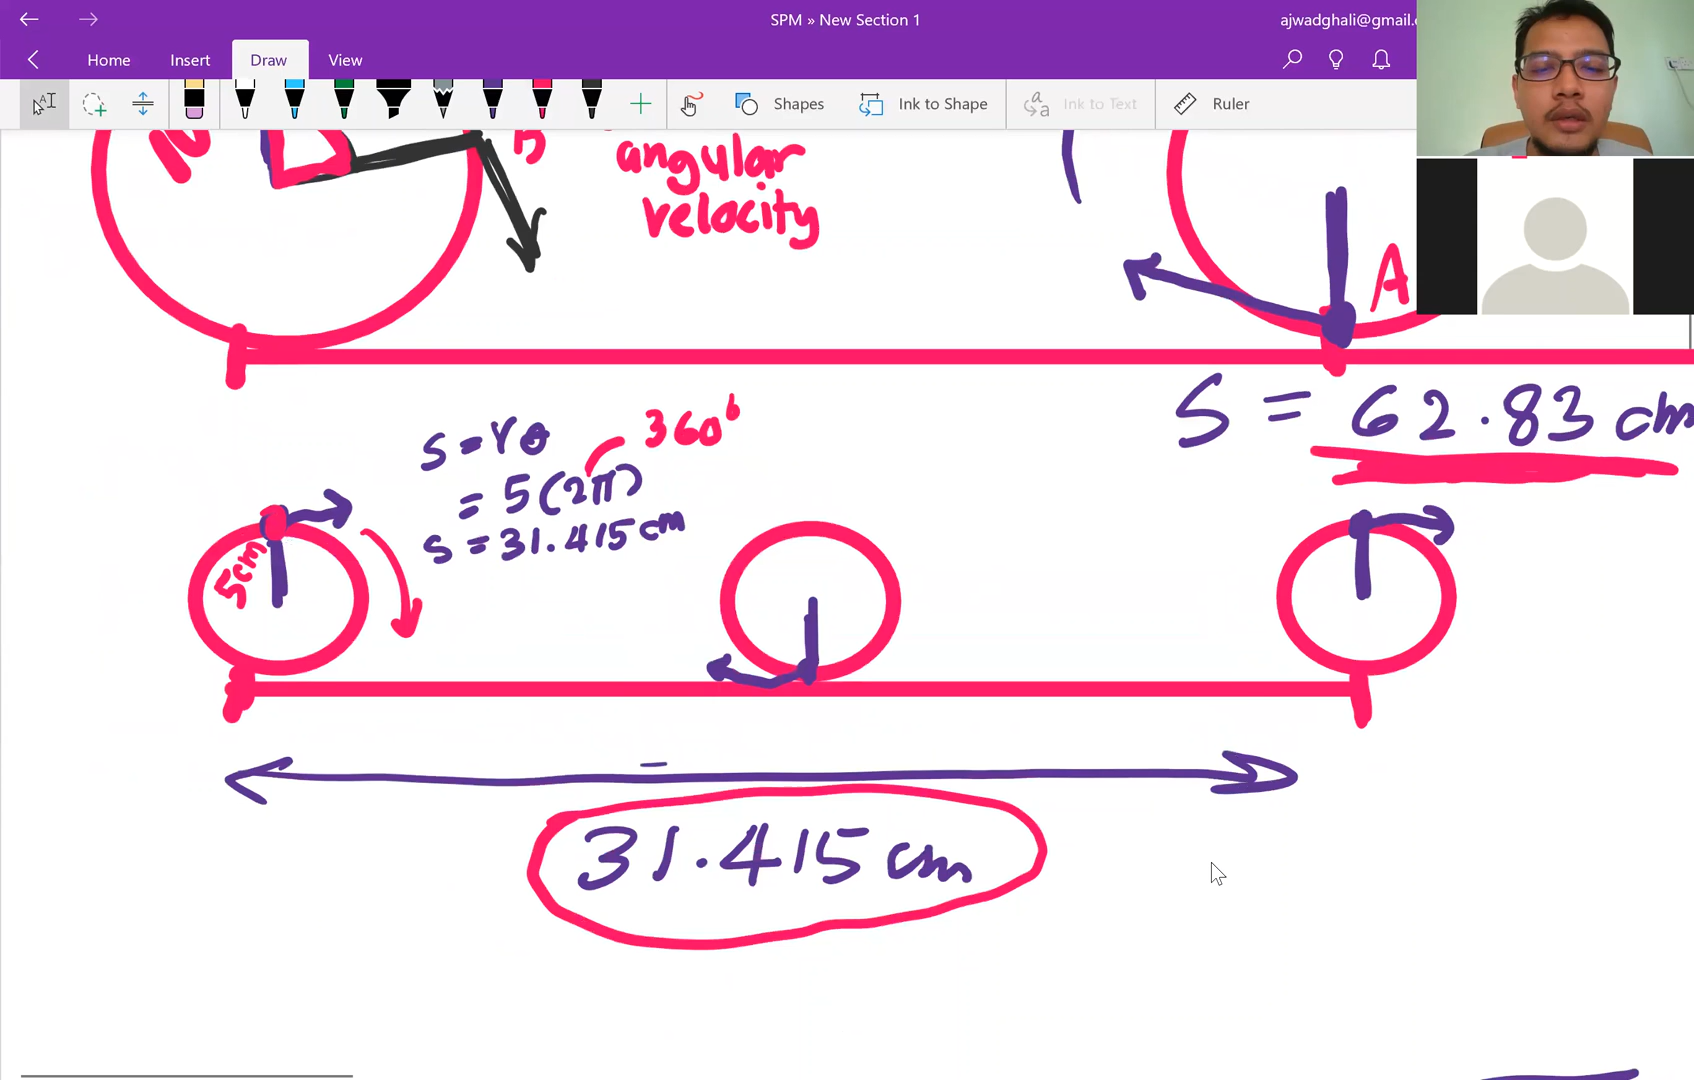 SPM » New Section 1
ajwadghali@gmail.c
Home
Insert
Draw
View
Shapes
Ink to Shape
Ink to Text
Ruler
N
B
angular
velocity
A
S = 62.83 cm
S = rθ
360°
= 5(2π)
S = 31.415 cm
5cm
31.415 cm